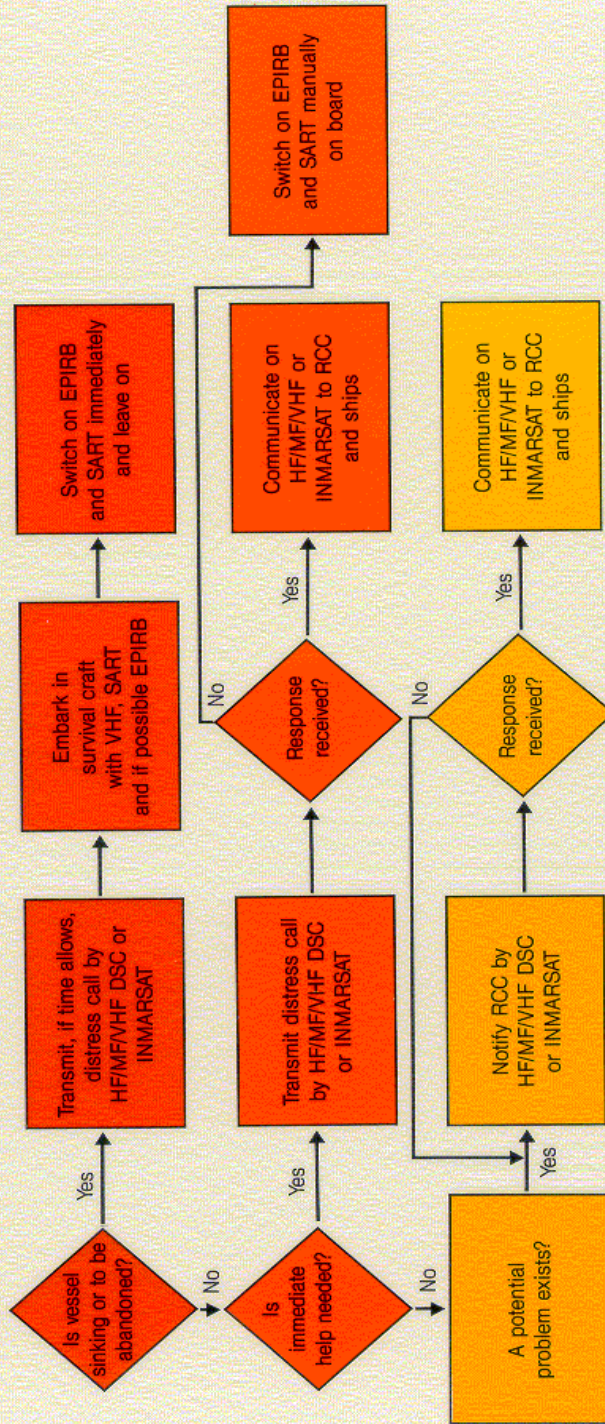 Is vessel
sinking or to be
abandoned?
Yes
Transmit, if time allows,
distress call by
HF/MF/VHF DSC or
INMARSAT
Embark in
survival craft
with VHF, SART
and if possible EPIRB
Switch on EPIRB
and SART immediately
and leave on
No
Is
immediate
help needed?
Yes
Transmit distress call
by HF/MF/VHF DSC
or INMARSAT
Response
received?
No
Switch on EPIRB
and SART manually
on board
Yes
Communicate on
HF/MF/VHF or
INMARSAT to RCC
and ships
No
A potential
problem exists?
Yes
Notify RCC by
HF/MF/VHF DSC
or INMARSAT
Response
received?
No
Yes
Communicate on
HF/MF/VHF or
INMARSAT to RCC
and ships